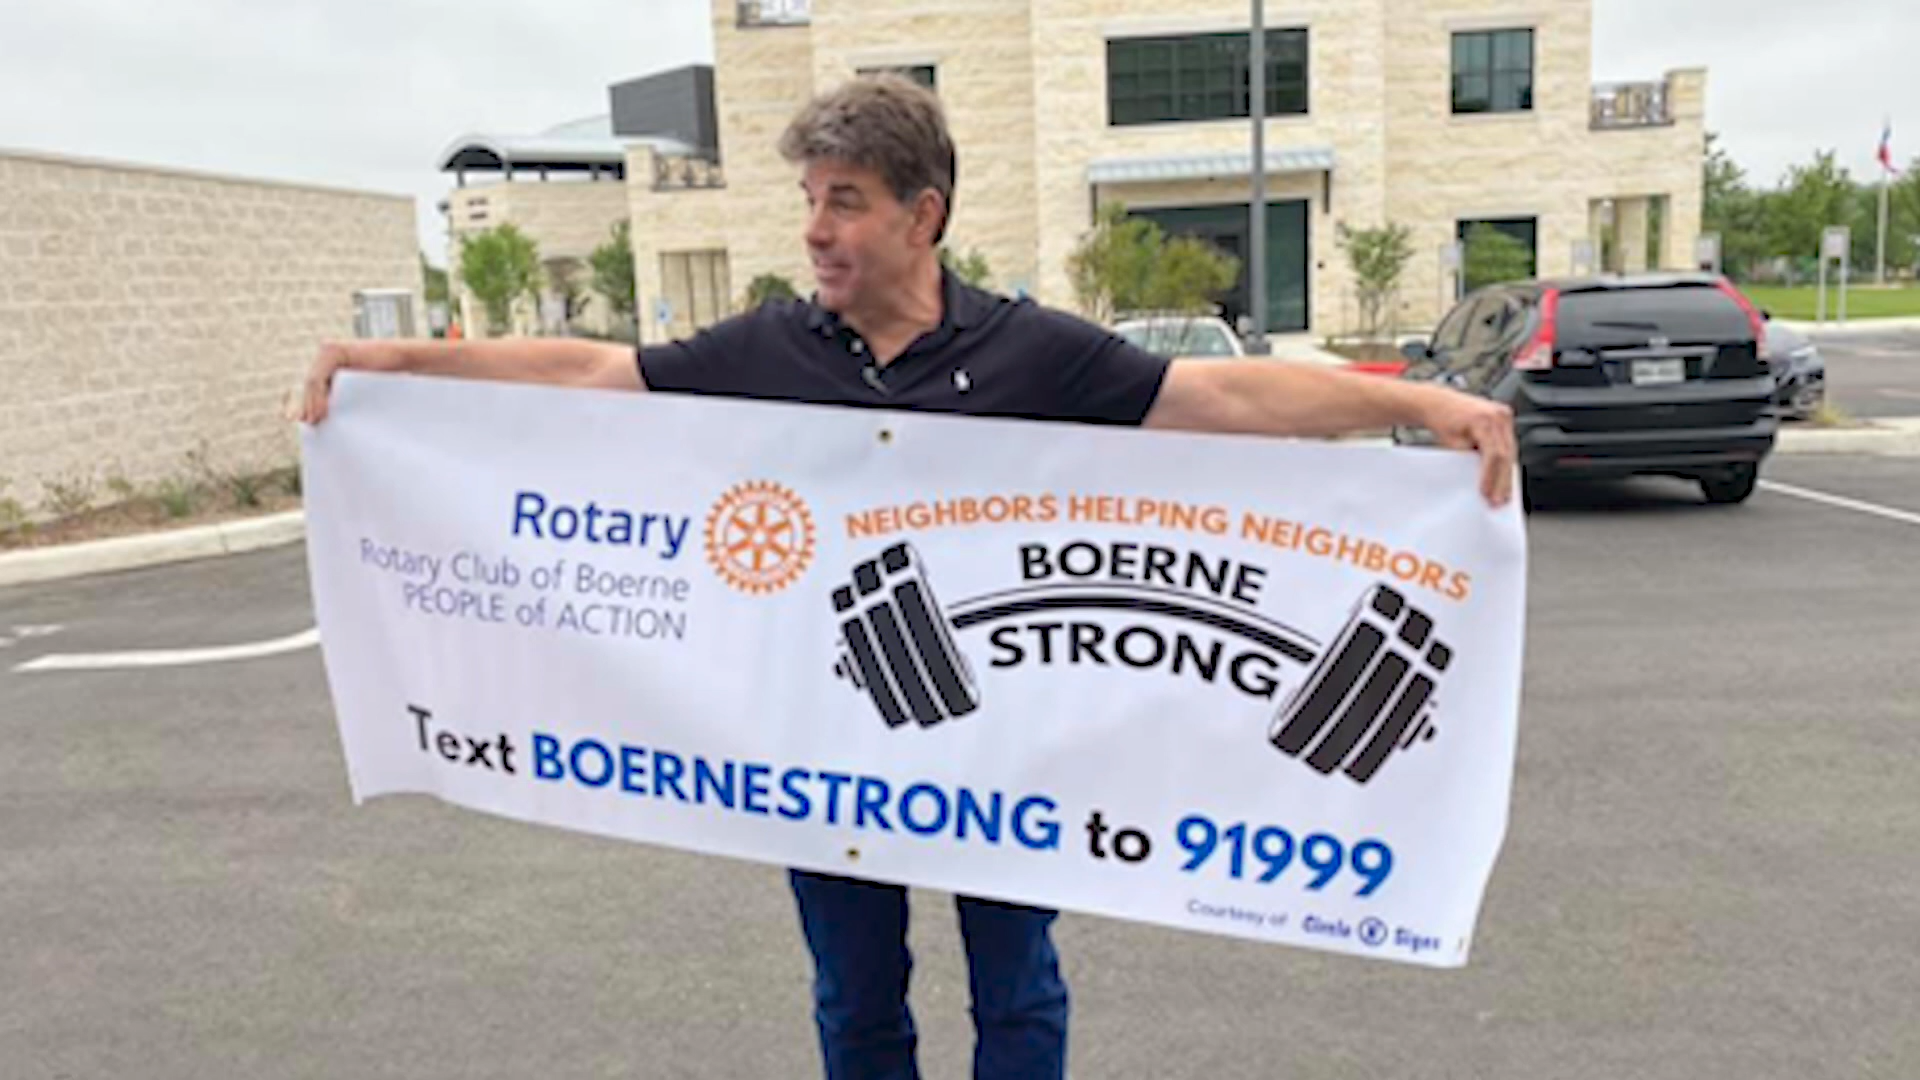 Rotary
Rotary Club of Boerne
PEOPLE of ACTION
NEIGHBORS HELPING NEIGHBORS
BOERNE
STRONG
Text BOERNESTRONG to 91999
Courtesy of Circle K Signs